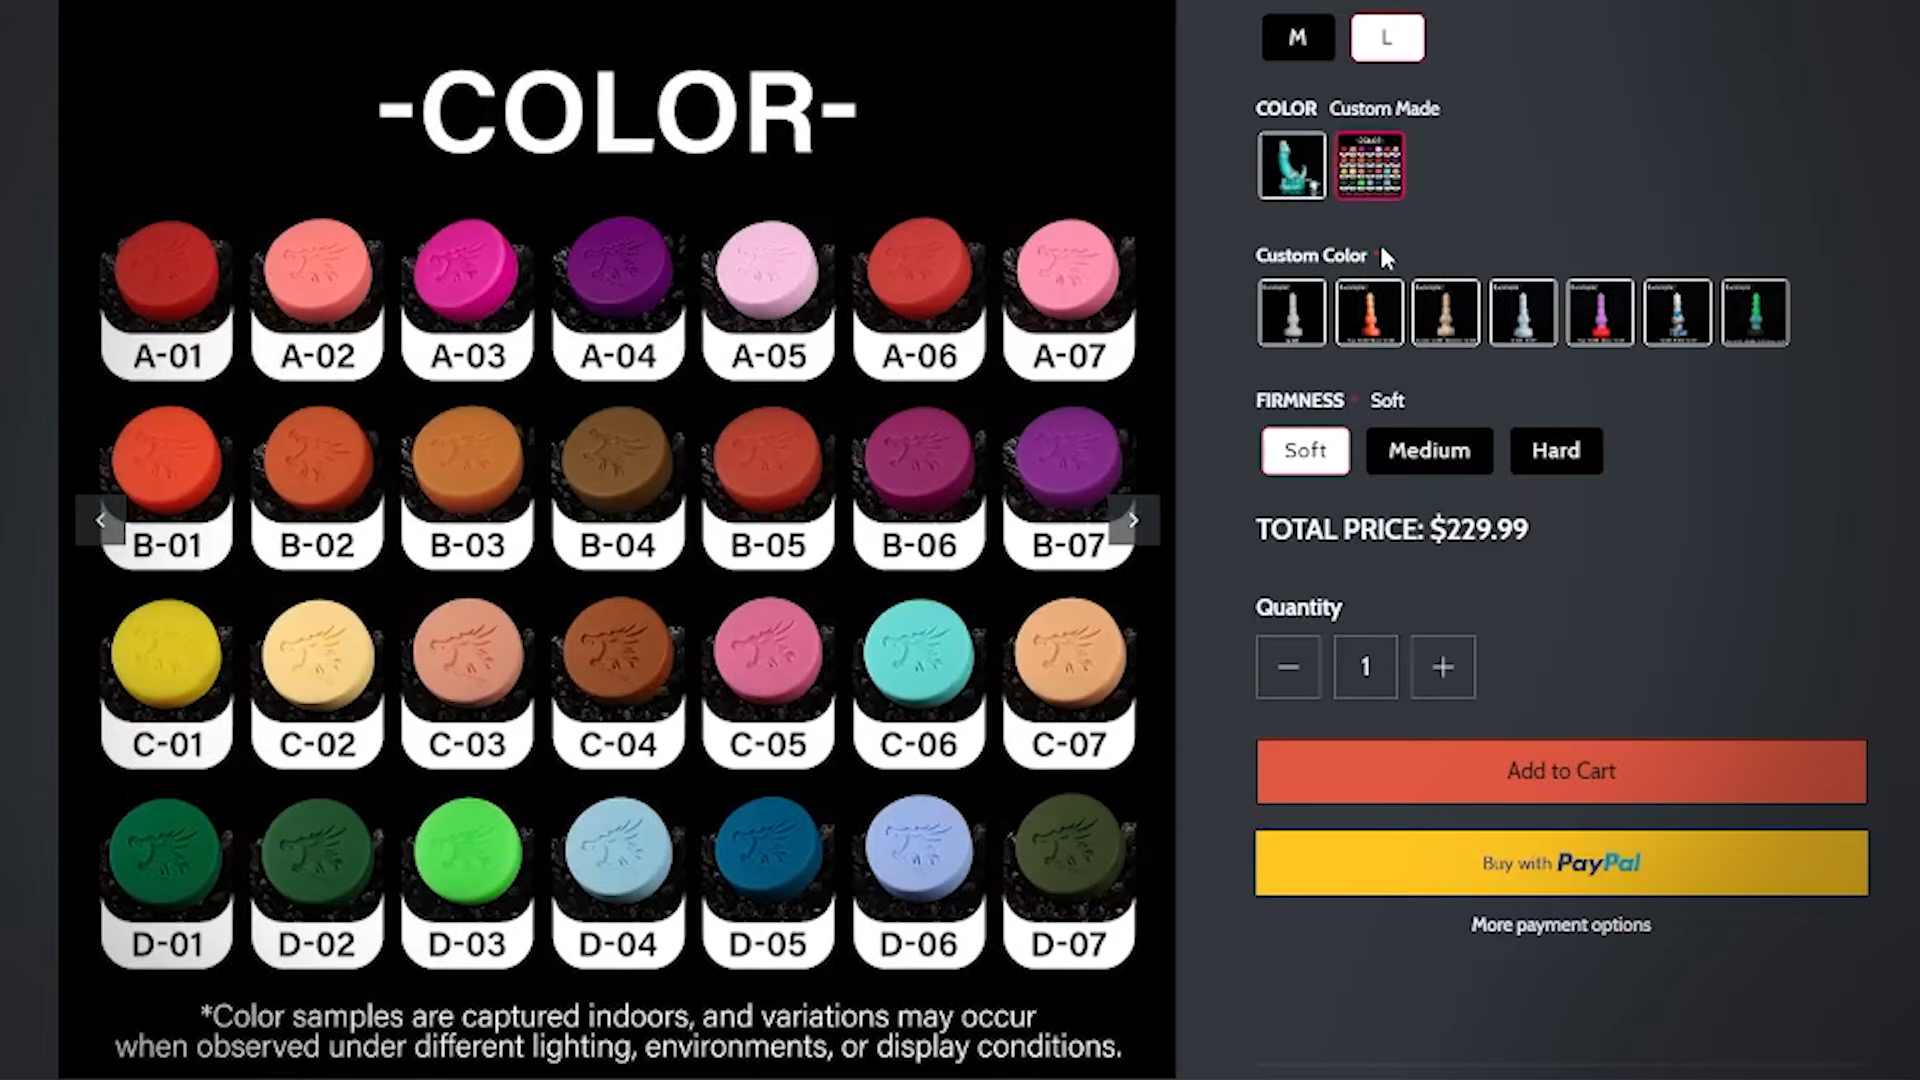 -COLOR-
A-01 A-02 A-03 A-04 A-05 A-06 A-07
B-01 B-02 B-03 B-04 B-05 B-06 B-07
C-01 C-02 C-03 C-04 C-05 C-06 C-07
D-01 D-02 D-03 D-04 D-05 D-06 D-07
*Color samples are captured indoors, and variations may occur
when observed under different lighting, environments, or display conditions.
M L
COLOR Custom Made
Custom Color *
FIRMNESS * Soft
Soft Medium Hard
TOTAL PRICE: $229.99
Quantity
— 1 +
Add to Cart
Buy with PayPal
More payment options